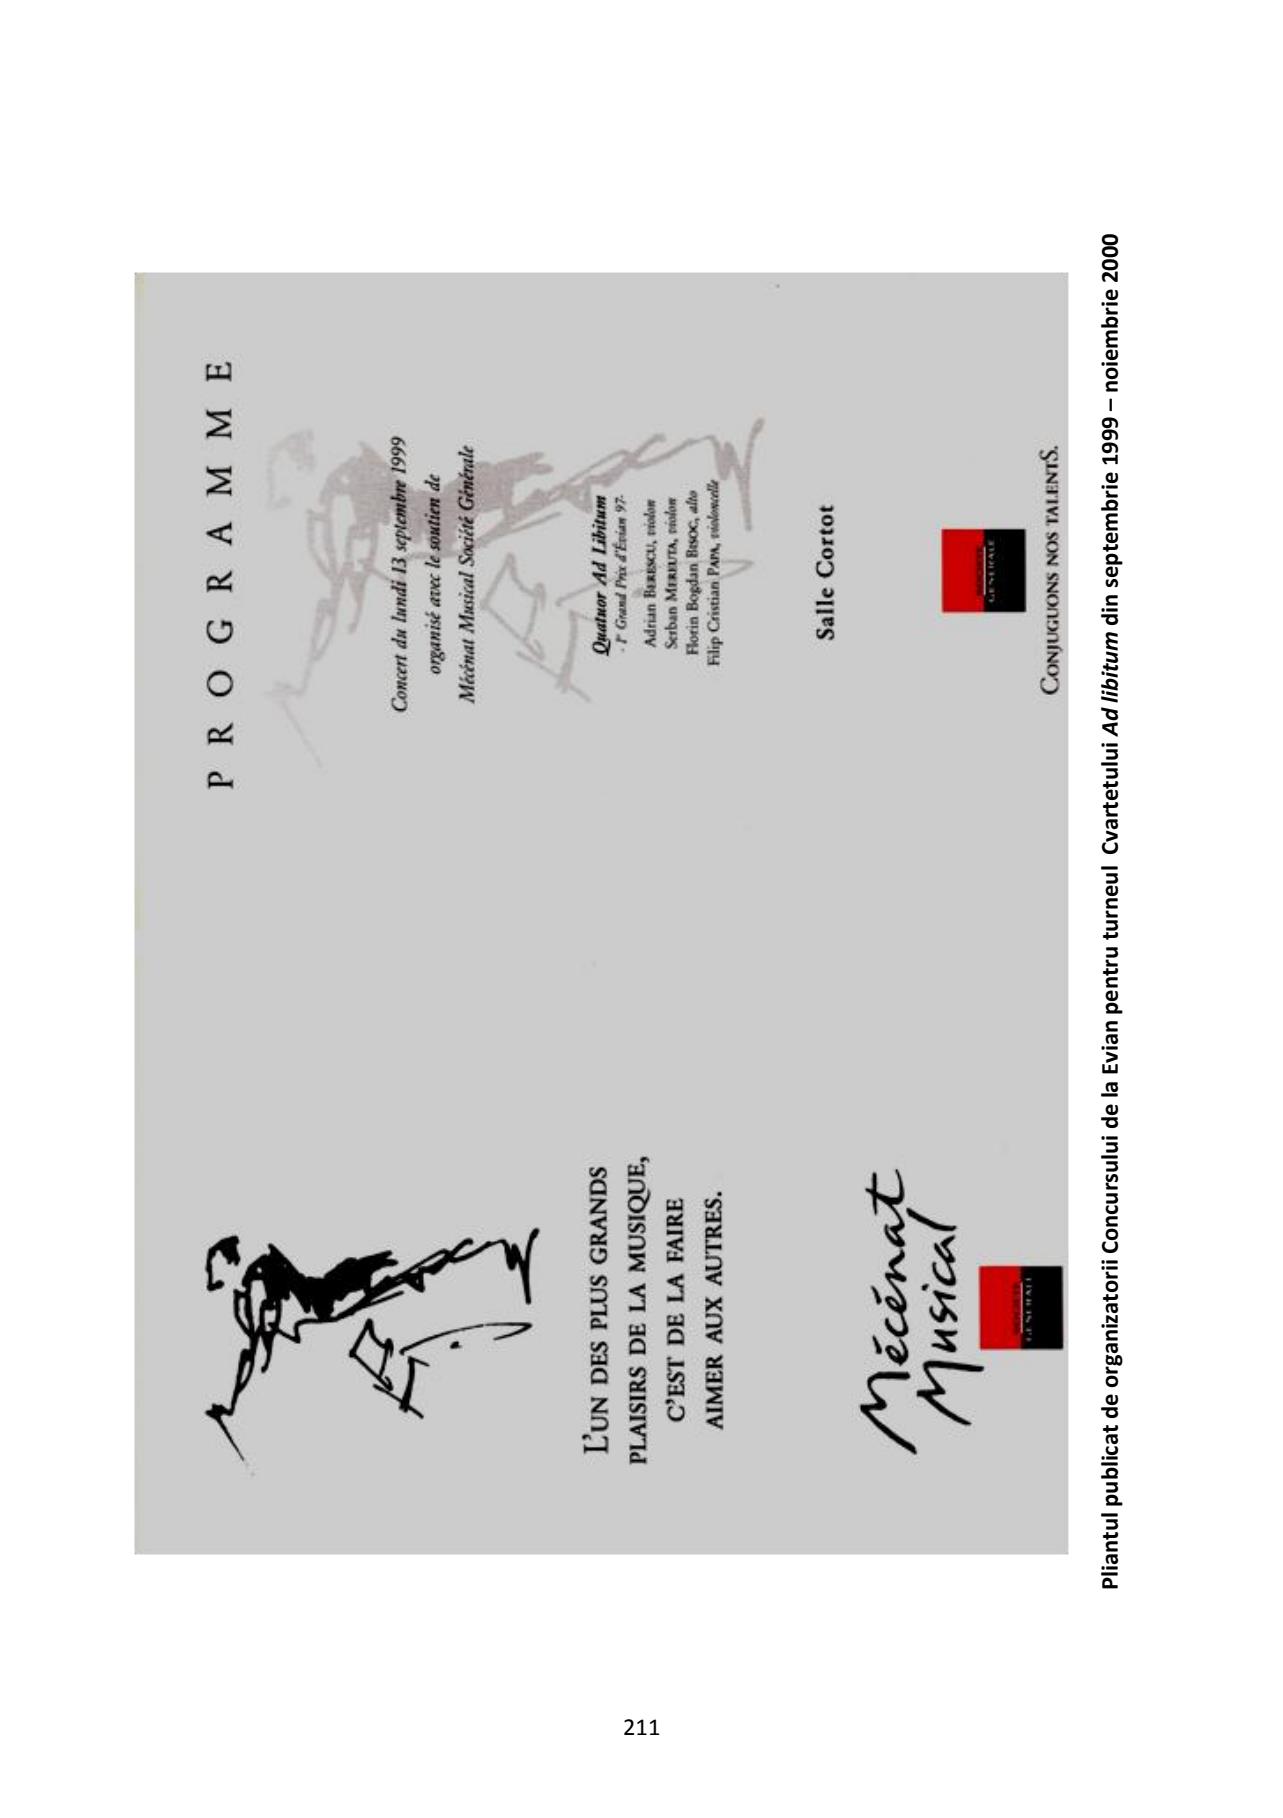 L'UN DES PLUS GRANDS
PLAISIRS DE LA MUSIQUE,
C'EST DE LA FAIRE
AIMER AUX AUTRES.
Mécénat
Musical
GENERALE
PROGRAMME
Concert du lundi 13 septembre 1999
organisé avec le soutien de
Mécénat Musical Société Générale
Quatuor Ad Libitum
Grand Prix d'Évian 97-
Adrian BERESCU, violon
Serban MEREUTA, violon
Florin Bogdan BISOC, alto
Filip Cristian PAPA, violoncelle
Salle Cortot
GENERALE
CONJUGUONS NOS TALENTS.
Pliantul publicat de organizatorii Concursului de la Evian pentru turneul Cvartetului Ad libitum din septembrie 1999 – noiembrie 2000
211